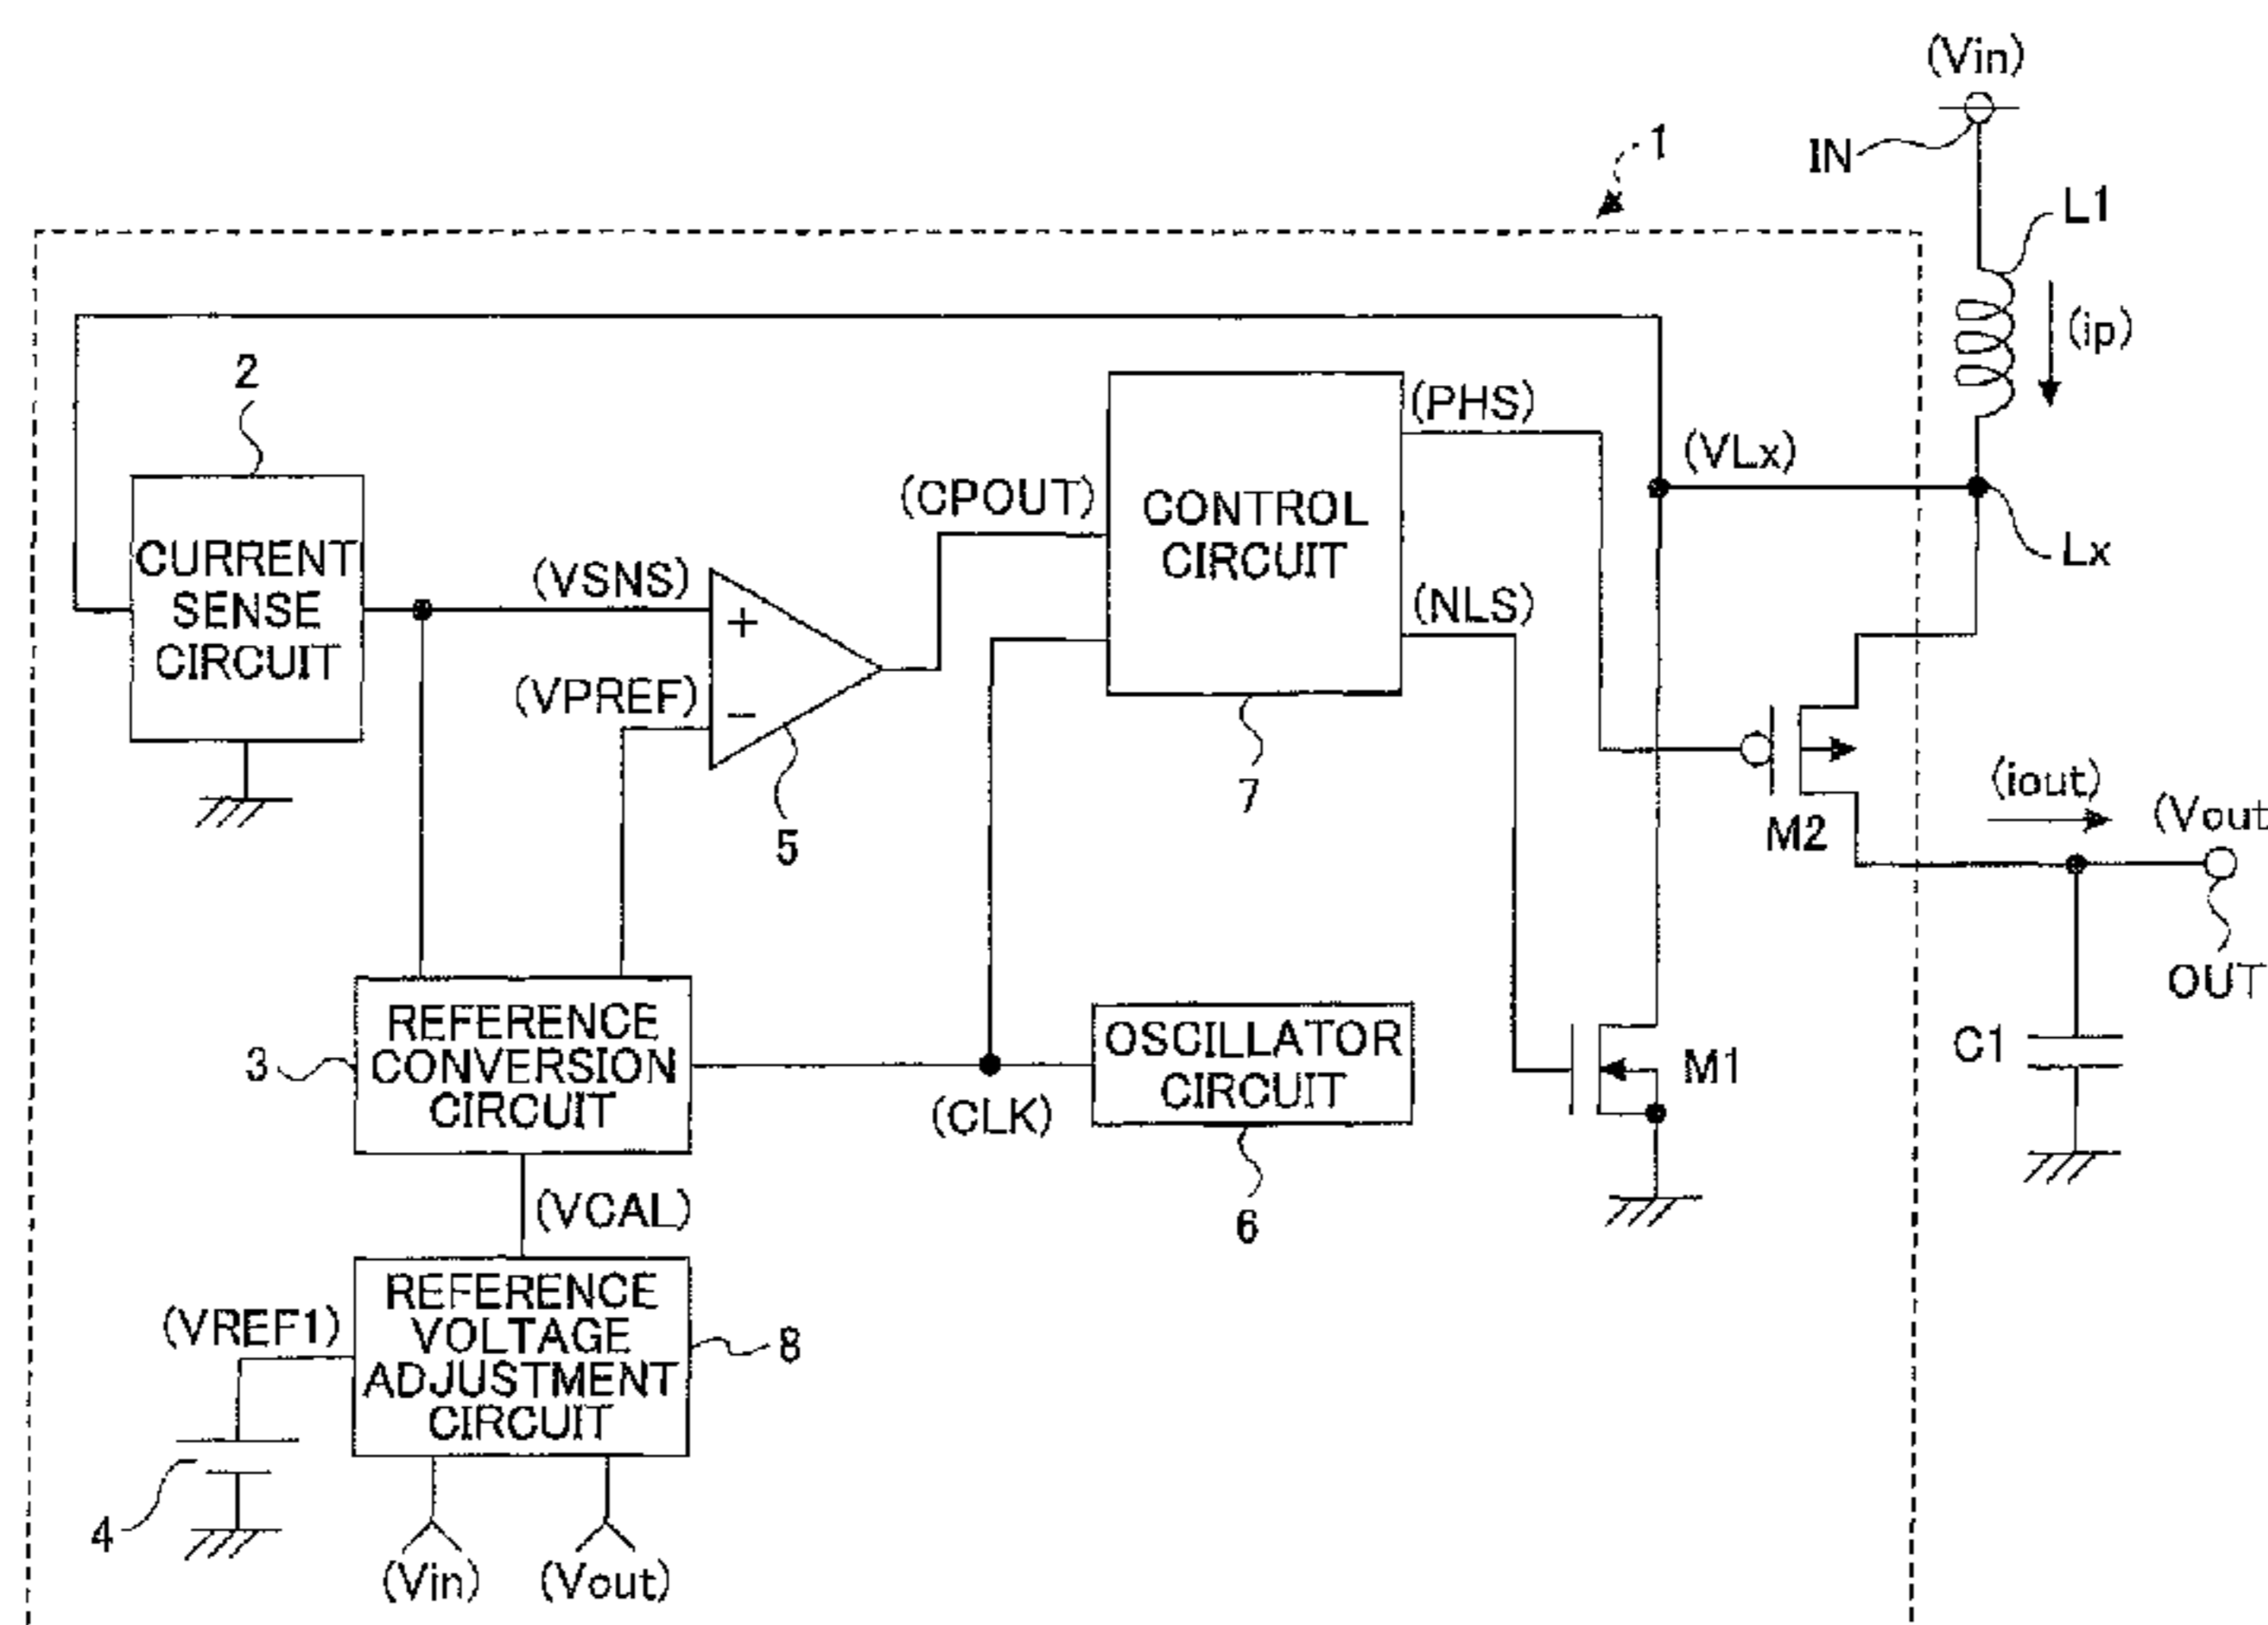 (Vin)
1
IN
L1
(ip)
2
(PHS)
(VLx)
(CPOUT)
CONTROL
CIRCUIT
Lx
CURRENT
SENSE
CIRCUIT
(VSNS)
+
(NLS)
(VPREF)
−
7
(iout)
(Vout
M2
5
OUT
REFERENCE
CONVERSION
CIRCUIT
3
OSCILLATOR
CIRCUIT
M1
C1
(CLK)
6
(VCAL)
(VREF1)
REFERENCE
VOLTAGE
ADJUSTMENT
CIRCUIT
8
4
(Vin)
(Vout)